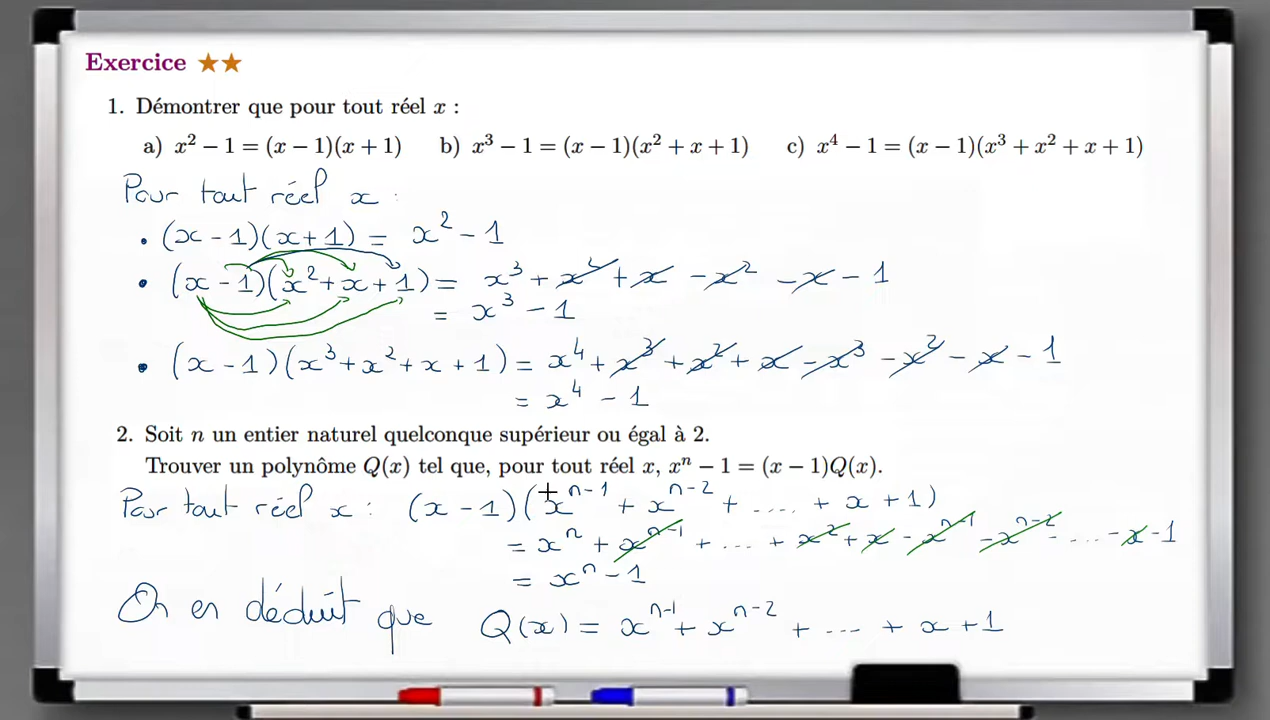 Exercice ★★
1. Démontrer que pour tout réel x :
a) x² − 1 = (x − 1)(x + 1) b) x³ − 1 = (x − 1)(x² + x + 1) c) x⁴ − 1 = (x − 1)(x³ + x² + x + 1)
Pour tout réel x :
• (x − 1)(x + 1) = x² − 1
• (x − 1)(x² + x + 1) = x³ + x² + x − x² − x − 1
= x³ − 1
• (x − 1)(x³ + x² + x + 1) = x⁴ + x³ + x² + x − x³ − x² − x − 1
= x⁴ − 1
2. Soit n un entier naturel quelconque supérieur ou égal à 2.
Trouver un polynôme Q(x) tel que, pour tout réel x, xⁿ − 1 = (x − 1)Q(x).
Pour tout réel x : (x − 1)(xⁿ⁻¹ + xⁿ⁻² + .... + x + 1)
= xⁿ + xⁿ⁻¹ + ... + x² + x − xⁿ⁻¹ − xⁿ⁻² − ... − x − 1
= xⁿ − 1
On en déduit que Q(x) = xⁿ⁻¹ + xⁿ⁻² + .... + x + 1